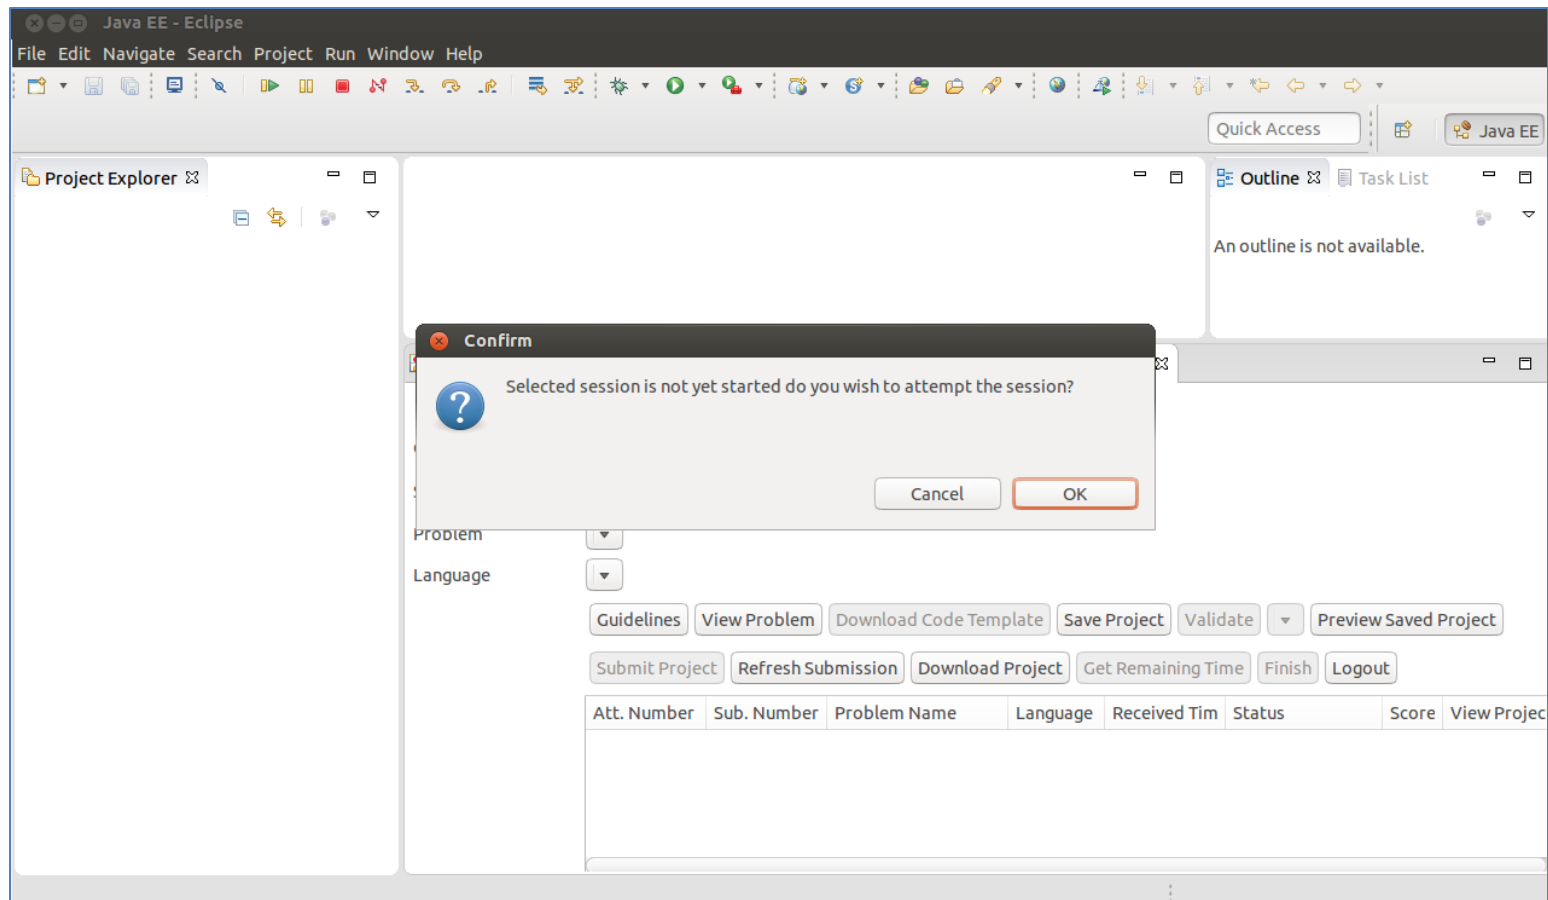 Java EE - Eclipse
File Edit Navigate Search Project Run Window Help
Quick Access
Java EE
Project Explorer
Outline Task List
An outline is not available.
Confirm
Selected session is not yet started do you wish to attempt the session?
Cancel OK
Problem
Language
Guidelines View Problem Download Code Template Save Project Validate Preview Saved Project
Submit Project Refresh Submission Download Project Get Remaining Time Finish Logout
Att. Number Sub. Number Problem Name Language Received Tim Status Score View Projec